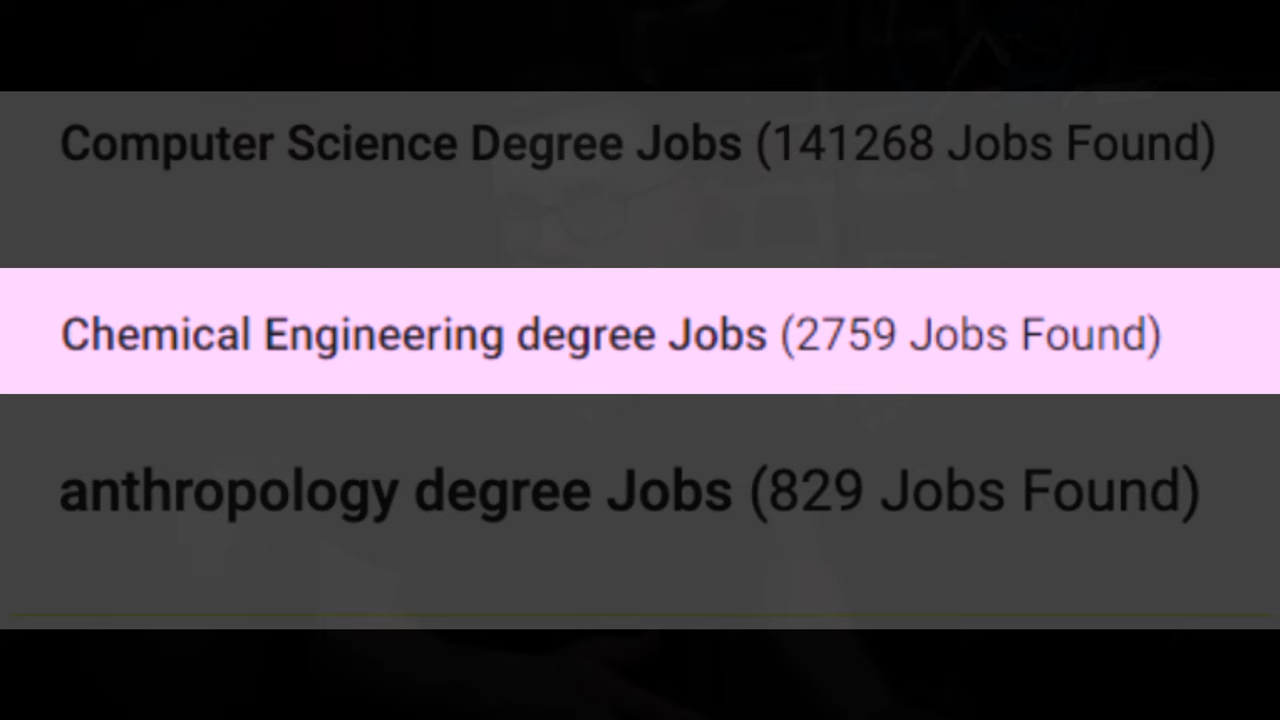 Computer Science Degree Jobs (141268 Jobs Found)
Chemical Engineering degree Jobs (2759 Jobs Found)
anthropology degree Jobs (829 Jobs Found)